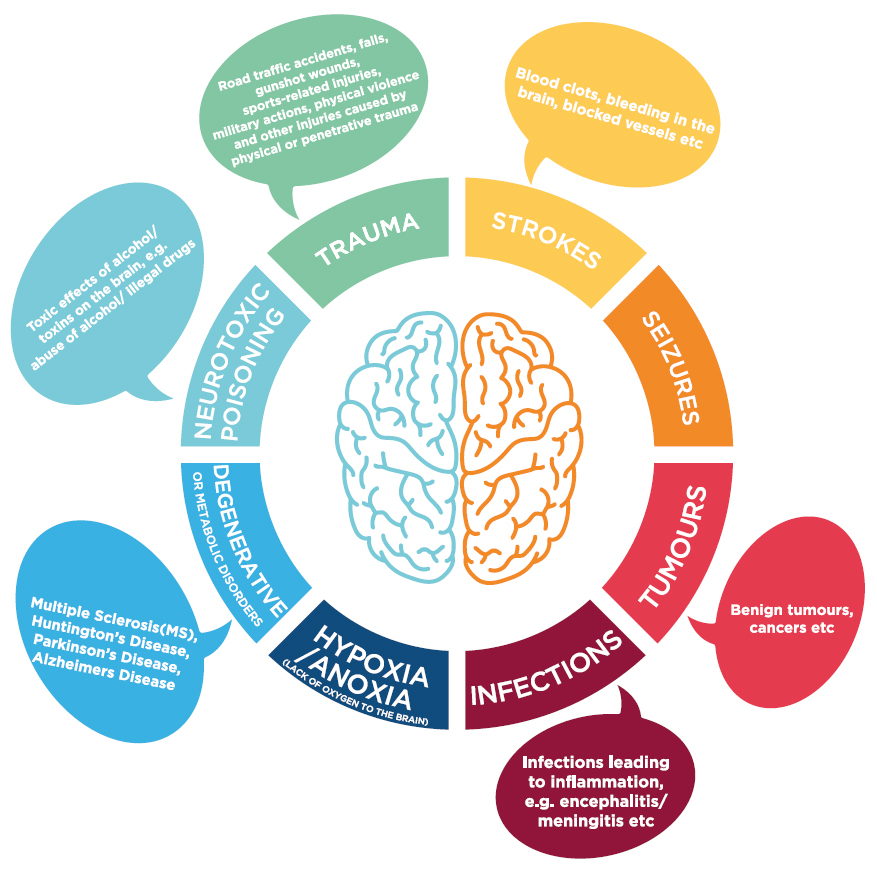 Road traffic accidents, falls,
gunshot wounds,
sports-related injuries,
military actions, physical violence
and other injuries caused by
physical or penetrative trauma
TRAUMA
Blood clots, bleeding in the
brain, blocked vessels etc
STROKES
SEIZURES
TUMOURS
Benign tumours,
cancers etc
INFECTIONS
Infections leading
to inflammation,
e.g. encephalitis/
meningitis etc
HYPOXIA
/ANOXIA
(LACK OF OXYGEN TO THE BRAIN)
DEGENERATIVE
OR METABOLIC DISORDERS
Multiple Sclerosis(MS),
Huntington's Disease,
Parkinson's Disease,
Alzheimers Disease
NEUROTOXIC
POISONING
Toxic effects of alcohol/
toxins on the brain, e.g.
abuse of alcohol/ illegal drugs